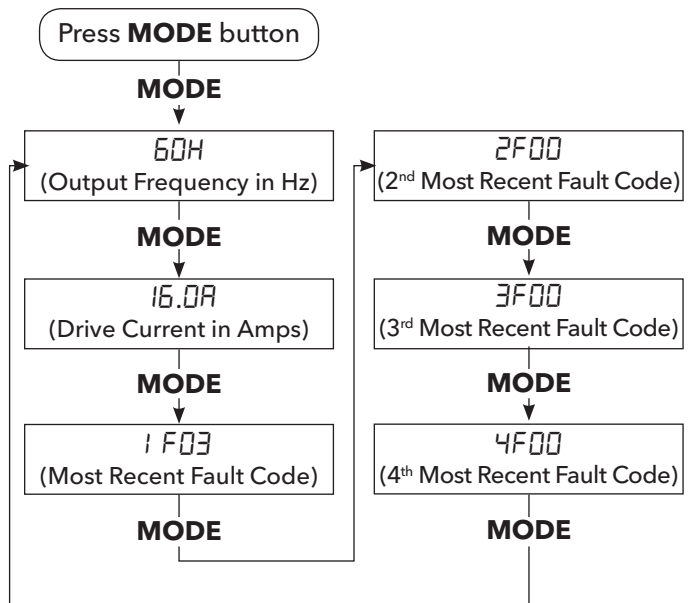 Press MODE button
MODE
60H
(Output Frequency in Hz)
MODE
16.0A
(Drive Current in Amps)
MODE
1 F03
(Most Recent Fault Code)
MODE
2F00
(2nd Most Recent Fault Code)
MODE
3F00
(3rd Most Recent Fault Code)
MODE
4F00
(4th Most Recent Fault Code)
MODE